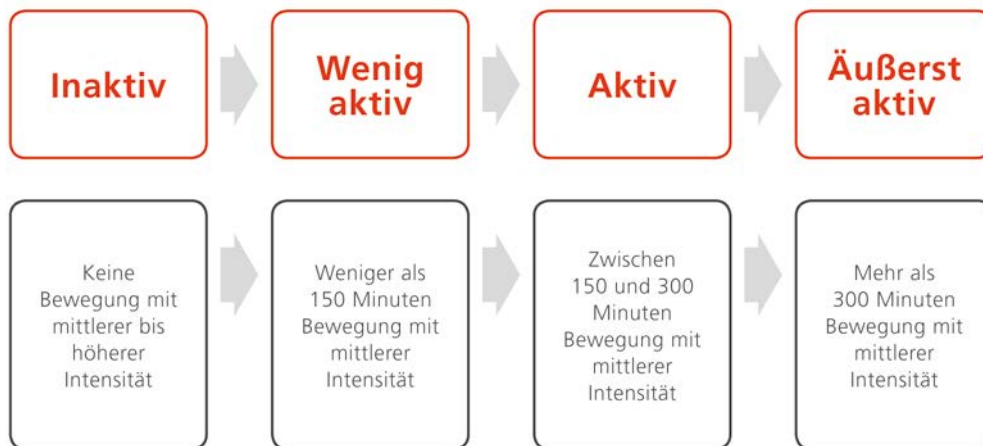 Inaktiv
Wenig
aktiv
Aktiv
Äußerst
aktiv
Keine
Bewegung mit
mittlerer bis
höherer
Intensität
Weniger als
150 Minuten
Bewegung mit
mittlerer
Intensität
Zwischen
150 und 300
Minuten
Bewegung mit
mittlerer
Intensität
Mehr als
300 Minuten
Bewegung mit
mittlerer
Intensität